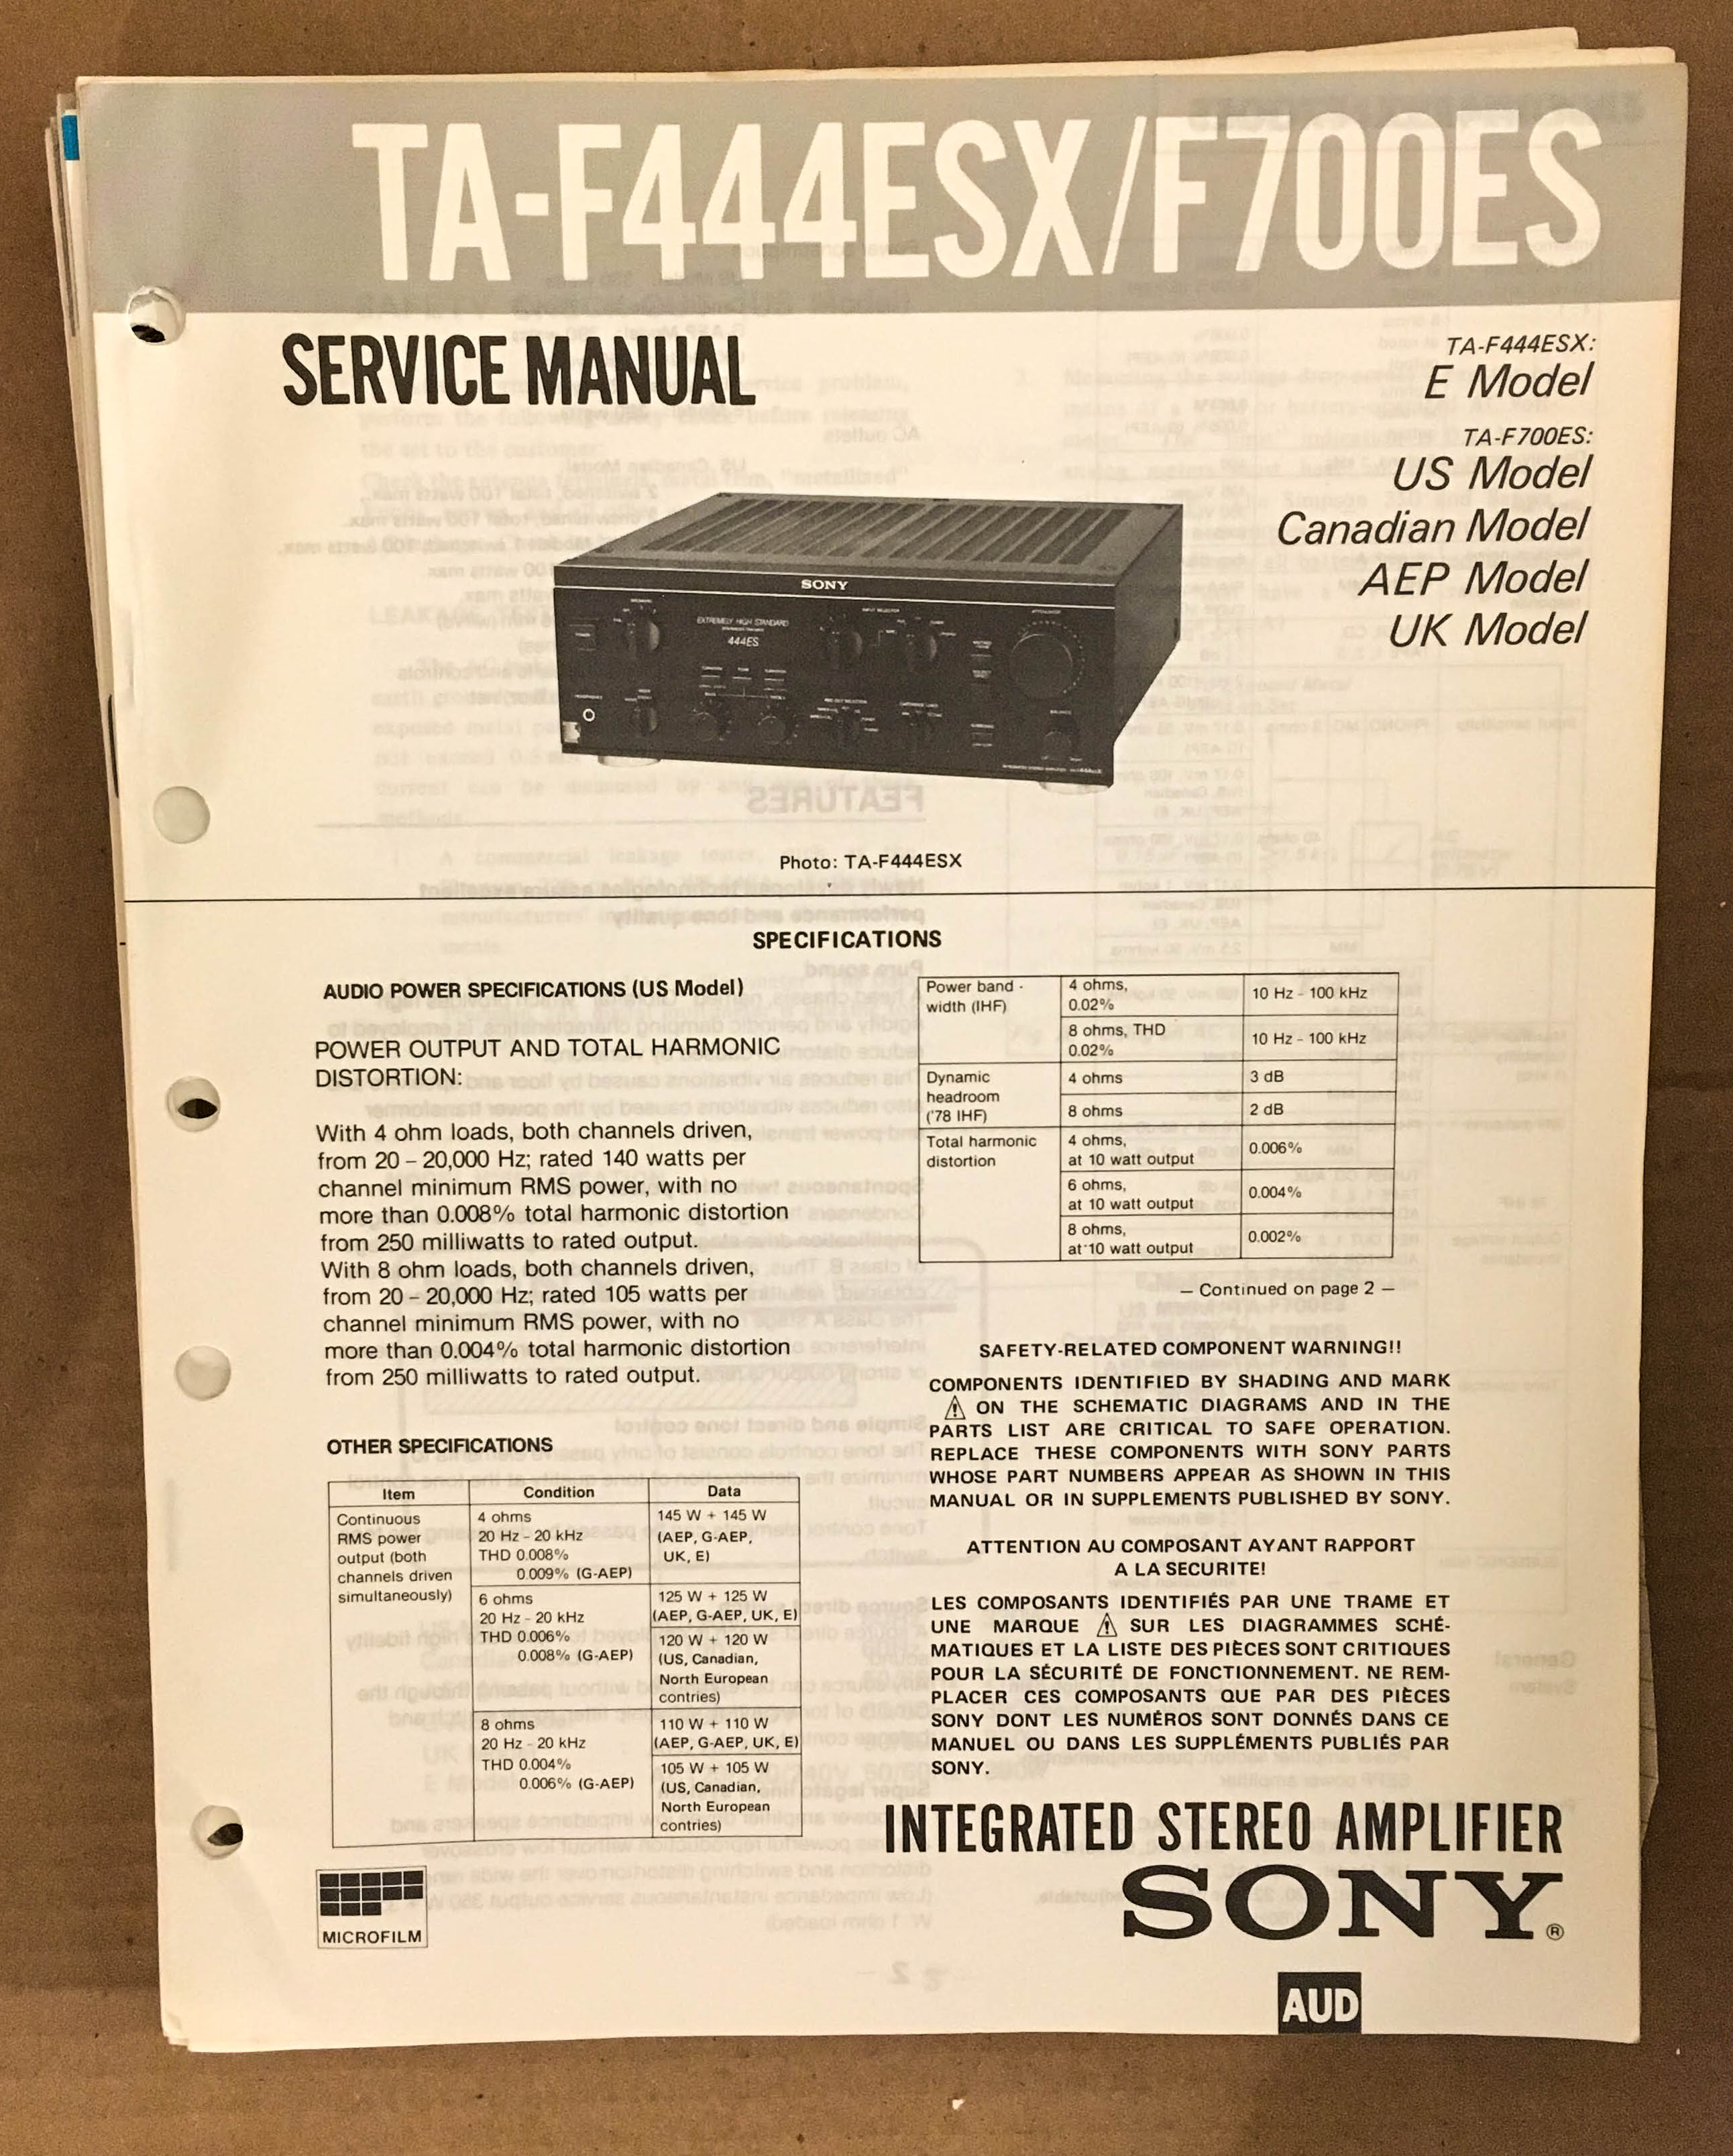 TA-F444ESX/F700ES
SERVICE MANUAL
TA-F444ESX:
E Model
TA-F700ES:
US Model
Canadian Model
AEP Model
UK Model
SONY
EXTREMELY HIGH STANDARD
444ES
Photo: TA-F444ESX
SPECIFICATIONS
AUDIO POWER SPECIFICATIONS (US Model)
POWER OUTPUT AND TOTAL HARMONIC
DISTORTION:
With 4 ohm loads, both channels driven,
from 20 – 20,000 Hz; rated 140 watts per
channel minimum RMS power, with no
more than 0.008% total harmonic distortion
from 250 milliwatts to rated output.
With 8 ohm loads, both channels driven,
from 20 – 20,000 Hz; rated 105 watts per
channel minimum RMS power, with no
more than 0.004% total harmonic distortion
from 250 milliwatts to rated output.
OTHER SPECIFICATIONS
Item Condition Data
Continuous
RMS power
output (both
channels driven
simultaneously)
4 ohms
20 Hz – 20 kHz
THD 0.008%
0.009% (G-AEP)
145 W + 145 W
(AEP, G-AEP,
UK, E)
6 ohms
20 Hz – 20 kHz
THD 0.006%
0.008% (G-AEP)
125 W + 125 W
(AEP, G-AEP, UK, E)
120 W + 120 W
(US, Canadian,
North European
contries)
8 ohms
20 Hz – 20 kHz
THD 0.004%
0.006% (G-AEP)
110 W + 110 W
(AEP, G-AEP, UK, E)
105 W + 105 W
(US, Canadian,
North European
contries)
MICROFILM
Power band -
width (IHF)
4 ohms,
0.02%
10 Hz – 100 kHz
8 ohms, THD
0.02%
10 Hz – 100 kHz
Dynamic
headroom
('78 IHF)
4 ohms
3 dB
8 ohms
2 dB
Total harmonic
distortion
4 ohms,
at 10 watt output
0.006%
6 ohms,
at 10 watt output
0.004%
8 ohms,
at 10 watt output
0.002%
— Continued on page 2 —
SAFETY-RELATED COMPONENT WARNING!!
COMPONENTS IDENTIFIED BY SHADING AND MARK
⚠ ON THE SCHEMATIC DIAGRAMS AND IN THE
PARTS LIST ARE CRITICAL TO SAFE OPERATION.
REPLACE THESE COMPONENTS WITH SONY PARTS
WHOSE PART NUMBERS APPEAR AS SHOWN IN THIS
MANUAL OR IN SUPPLEMENTS PUBLISHED BY SONY.
ATTENTION AU COMPOSANT AYANT RAPPORT
A LA SECURITE!
LES COMPOSANTS IDENTIFIÉS PAR UNE TRAME ET
UNE MARQUE ⚠ SUR LES DIAGRAMMES SCHÉ-
MATIQUES ET LA LISTE DES PIÈCES SONT CRITIQUES
POUR LA SÉCURITÉ DE FONCTIONNEMENT. NE REM-
PLACER CES COMPOSANTS QUE PAR DES PIÈCES
SONY DONT LES NUMÉROS SONT DONNÉS DANS CE
MANUEL OU DANS LES SUPPLÉMENTS PUBLIÉS PAR
SONY.
INTEGRATED STEREO AMPLIFIER
SONY®
AUD